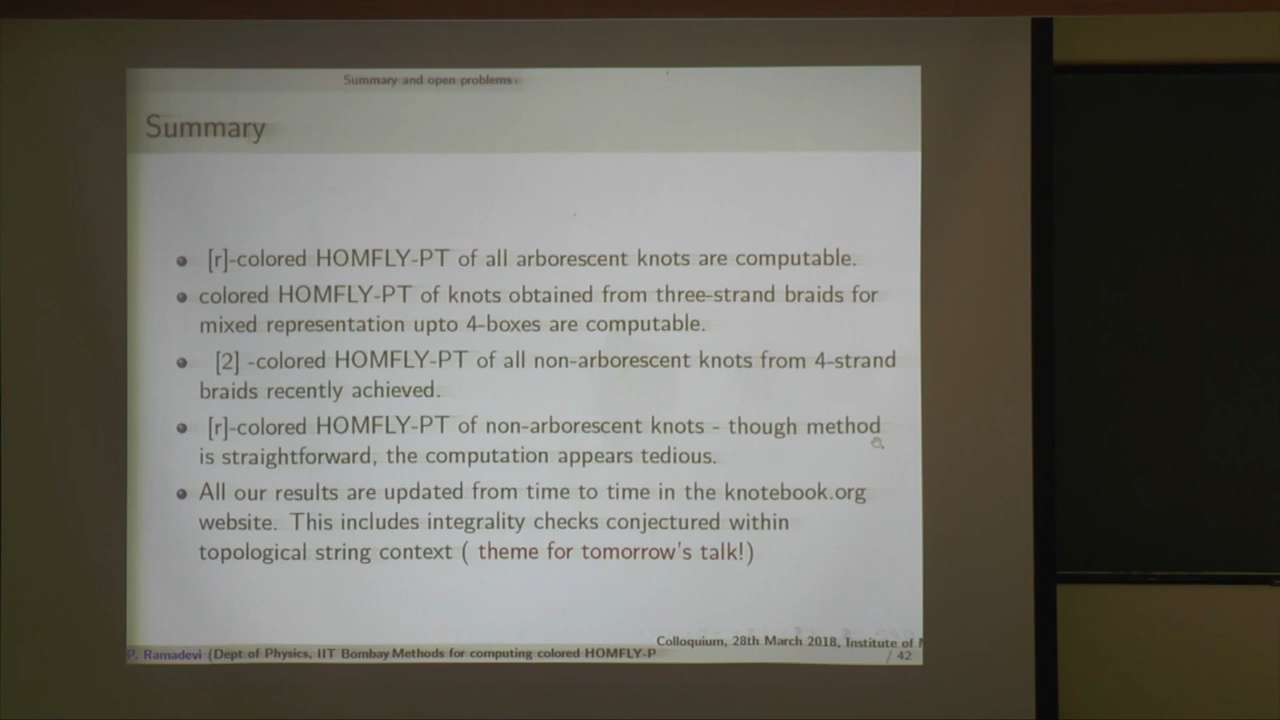 Summary and open problems
Summary
[r]-colored HOMFLY-PT of all arborescent knots are computable.
colored HOMFLY-PT of knots obtained from three-strand braids for
mixed representation upto 4-boxes are computable.
[2] -colored HOMFLY-PT of all non-arborescent knots from 4-strand
braids recently achieved.
[r]-colored HOMFLY-PT of non-arborescent knots - though method
is straightforward, the computation appears tedious.
All our results are updated from time to time in the knotebook.org
website. This includes integrality checks conjectured within
topological string context ( theme for tomorrow's talk!)
Colloquium, 28th March 2018, Institute of
P. Ramadevi (Dept of Physics, IIT Bombay Methods for computing colored HOMFLY-P
/ 42